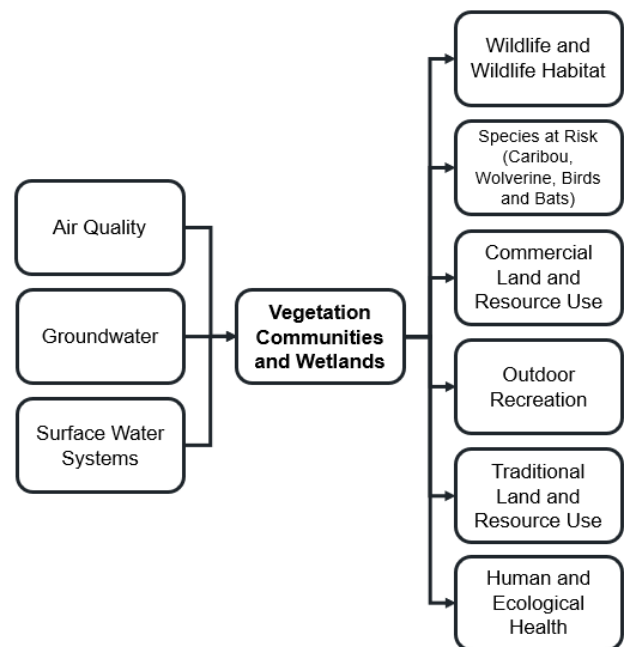 Air Quality
Groundwater
Surface Water
Systems
Vegetation
Communities
and Wetlands
Wildlife and
Wildlife Habitat
Species at Risk
(Caribou,
Wolverine, Birds
and Bats)
Commercial
Land and
Resource Use
Outdoor
Recreation
Traditional
Land and
Resource Use
Human and
Ecological
Health